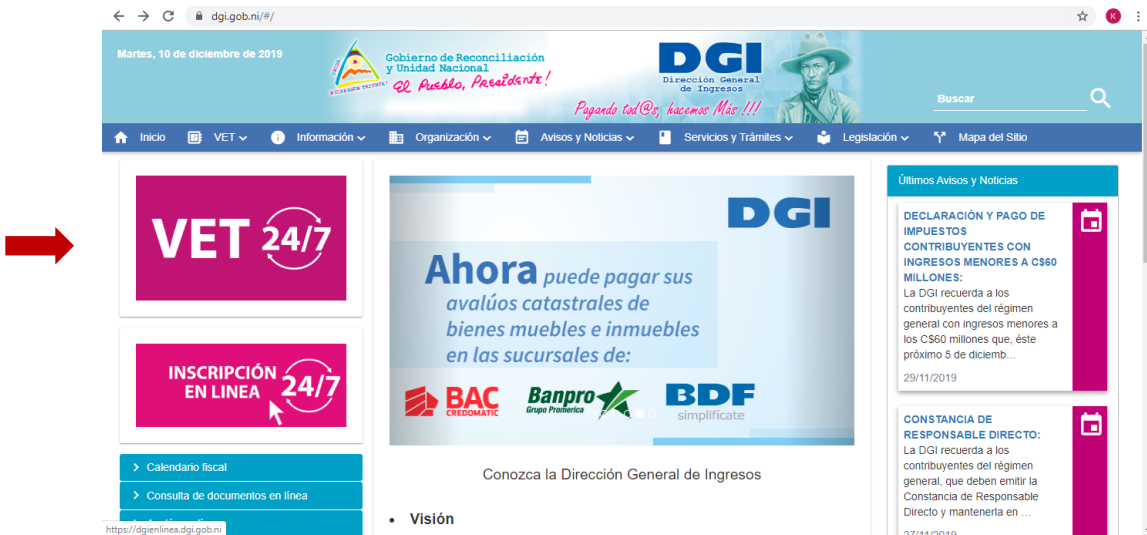 dgi.gob.ni/#/
K
Martes, 10 de diciembre de 2019
Gobierno de Reconciliación
y Unidad Nacional
El Pueblo, Presidente!
DGI
Dirección General
de Ingresos
Pagando tod@s, hacemos Más !!!
Buscar
Inicio
VET
Información
Organización
Avisos y Noticias
Servicios y Trámites
Legislación
Mapa del Sitio
VET 24/7
INSCRIPCIÓN
EN LINEA 24/7
Calendario fiscal
Consulta de documentos en línea
https://dgienlinea.dgi.gob.ni
DGI
Ahora puede pagar sus
avalúos catastrales de
bienes muebles e inmuebles
en las sucursales de:
BAC
CREDOMATIC
Banpro
Grupo Promerica
BDF
simplifícate
Conozca la Dirección General de Ingresos
• Visión
Últimos Avisos y Noticias
DECLARACIÓN Y PAGO DE
IMPUESTOS
CONTRIBUYENTES CON
INGRESOS MENORES A C$60
MILLONES:
La DGI recuerda a los
contribuyentes del régimen
general con ingresos menores a
los C$60 millones que, éste
próximo 5 de diciemb…
29/11/2019
CONSTANCIA DE
RESPONSABLE DIRECTO:
La DGI recuerda a los
contribuyentes del régimen
general, que deben emitir la
Constancia de Responsable
Directo y mantenerla en …
27/11/2019